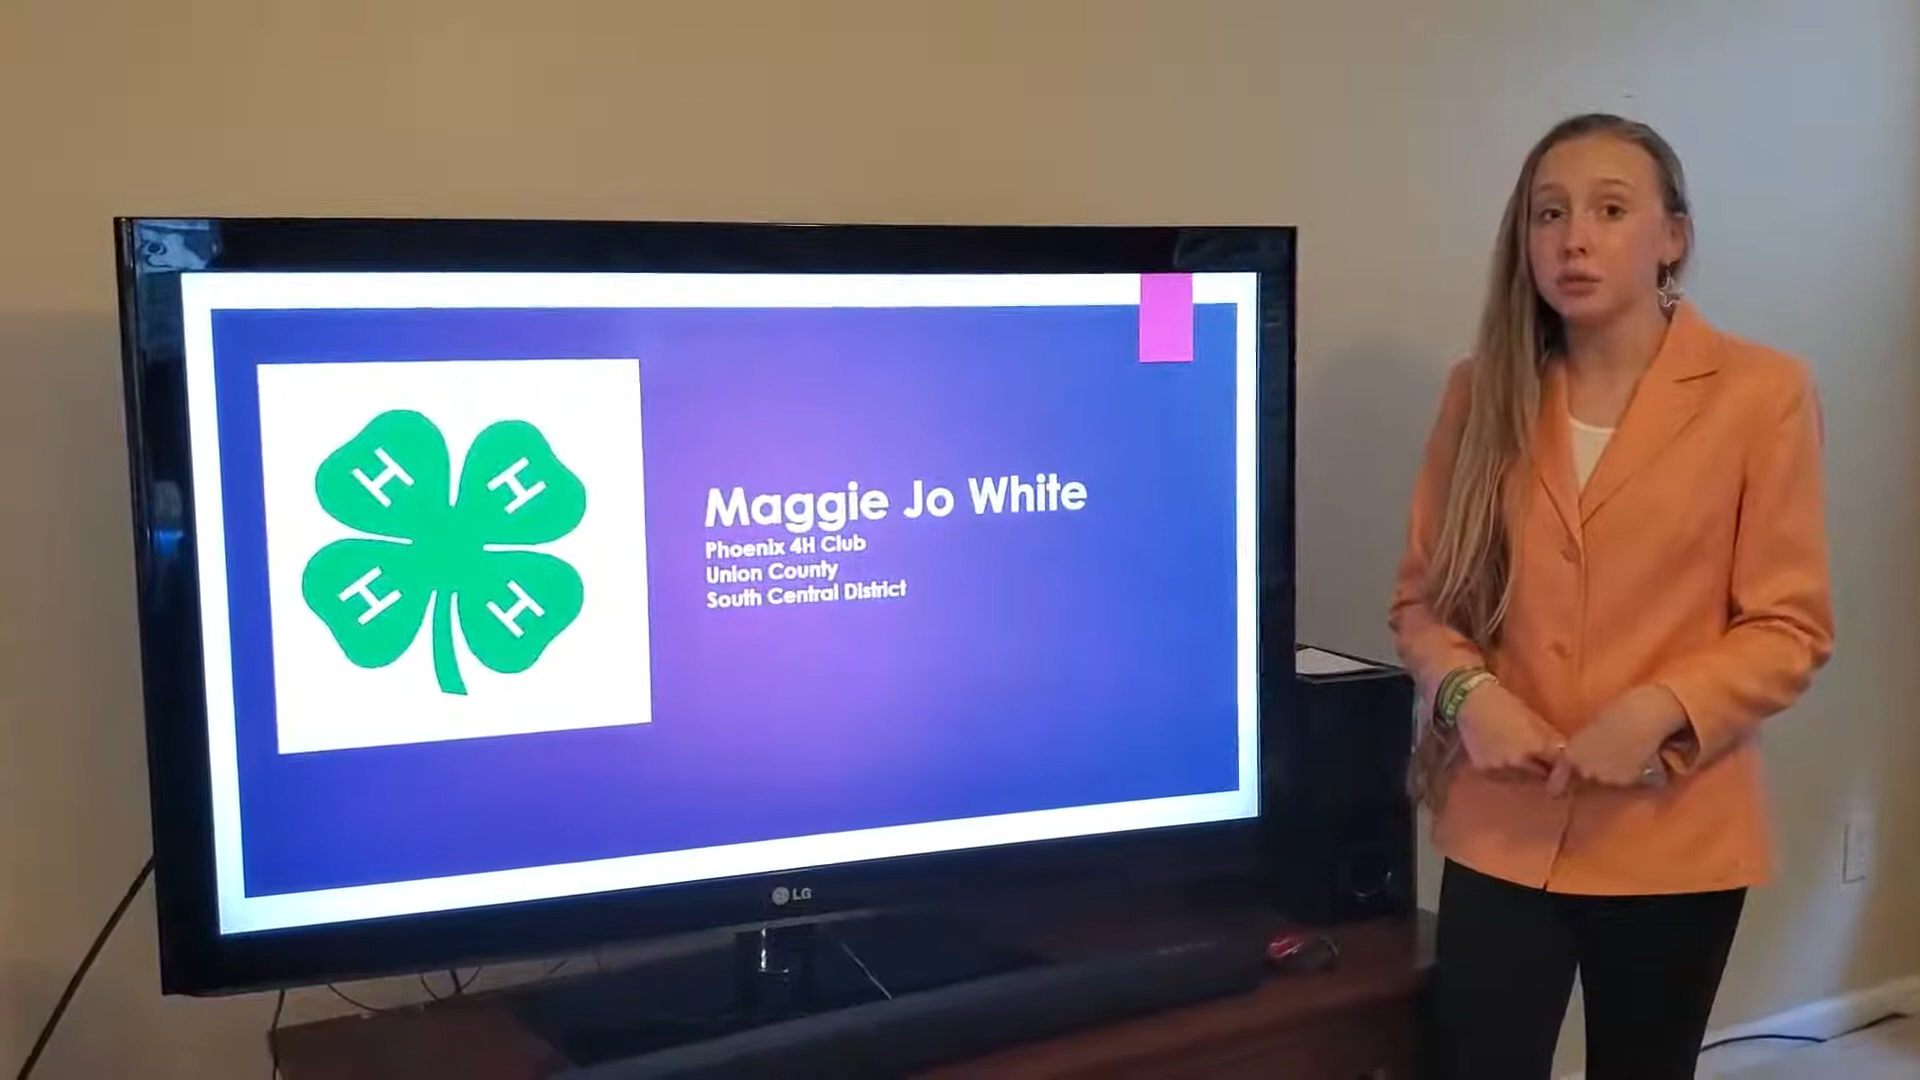 H H
H H
Maggie Jo White
Phoenix 4H Club
Union County
South Central District
LG